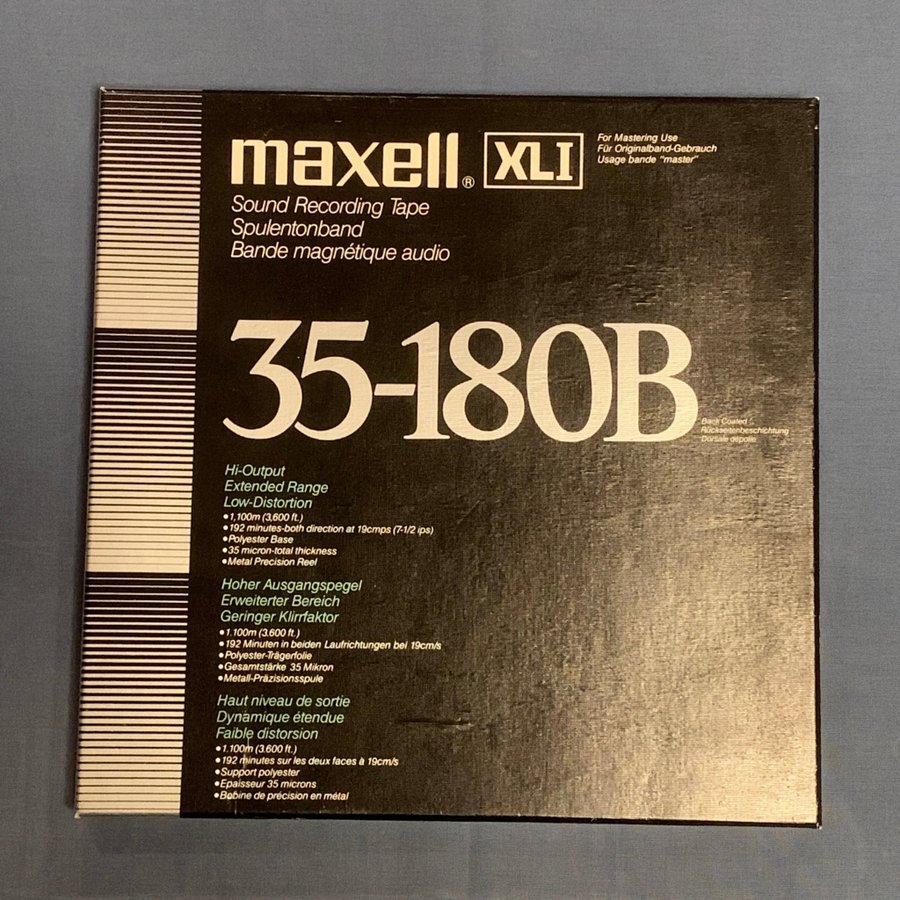 maxell® XLI
For Mastering Use
Für Originalband-Gebrauch
Usage bande "master"
Sound Recording Tape
Spulentonband
Bande magnétique audio
35-180B
Back Coated
Rückseitenbeschichtung
Dorsale dépolie
Hi-Output
Extended Range
Low-Distortion
•1,100m (3,600 ft.)
•192 minutes-both direction at 19cmps (7-1/2 ips)
•Polyester Base
•35 micron-total thickness
•Metal Precision Reel
Hoher Ausgangspegel
Erweiterter Bereich
Geringer Klirrfaktor
•1.100m (3.600 ft.)
•192 Minuten in beiden Laufrichtungen bei 19cm/s
•Polyester-Trägerfolie
•Gesamtstärke 35 Mikron
•Metall-Präzisionsspule
Haut niveau de sortie
Dynamique étendue
Faible distorsion
•1.100m (3.600 ft.)
•192 minutes sur les deux faces à 19cm/s
•Support polyester
•Epaisseur 35 microns
•Bobine de précision en métal